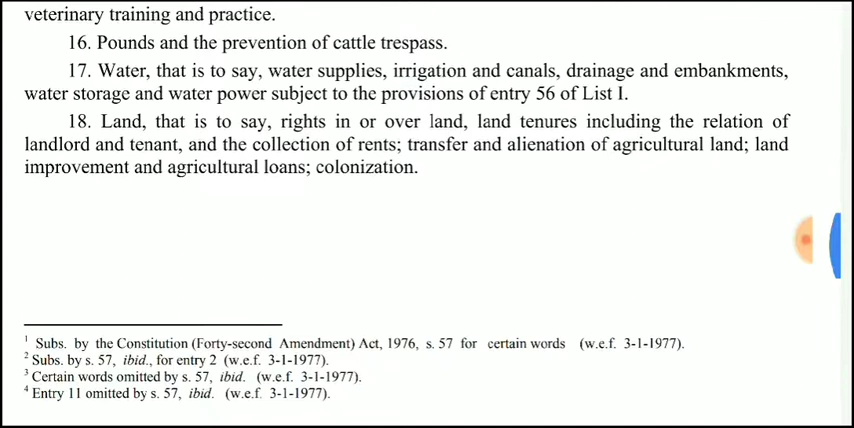 veterinary training and practice.
16. Pounds and the prevention of cattle trespass.
17. Water, that is to say, water supplies, irrigation and canals, drainage and embankments,
water storage and water power subject to the provisions of entry 56 of List I.
18. Land, that is to say, rights in or over land, land tenures including the relation of
landlord and tenant, and the collection of rents; transfer and alienation of agricultural land; land
improvement and agricultural loans; colonization.
1 Subs. by the Constitution (Forty-second Amendment) Act, 1976, s. 57 for certain words (w.e.f. 3-1-1977).
2 Subs. by s. 57, ibid., for entry 2 (w.e.f. 3-1-1977).
3 Certain words omitted by s. 57, ibid. (w.e.f. 3-1-1977).
4 Entry 11 omitted by s. 57, ibid. (w.e.f. 3-1-1977).